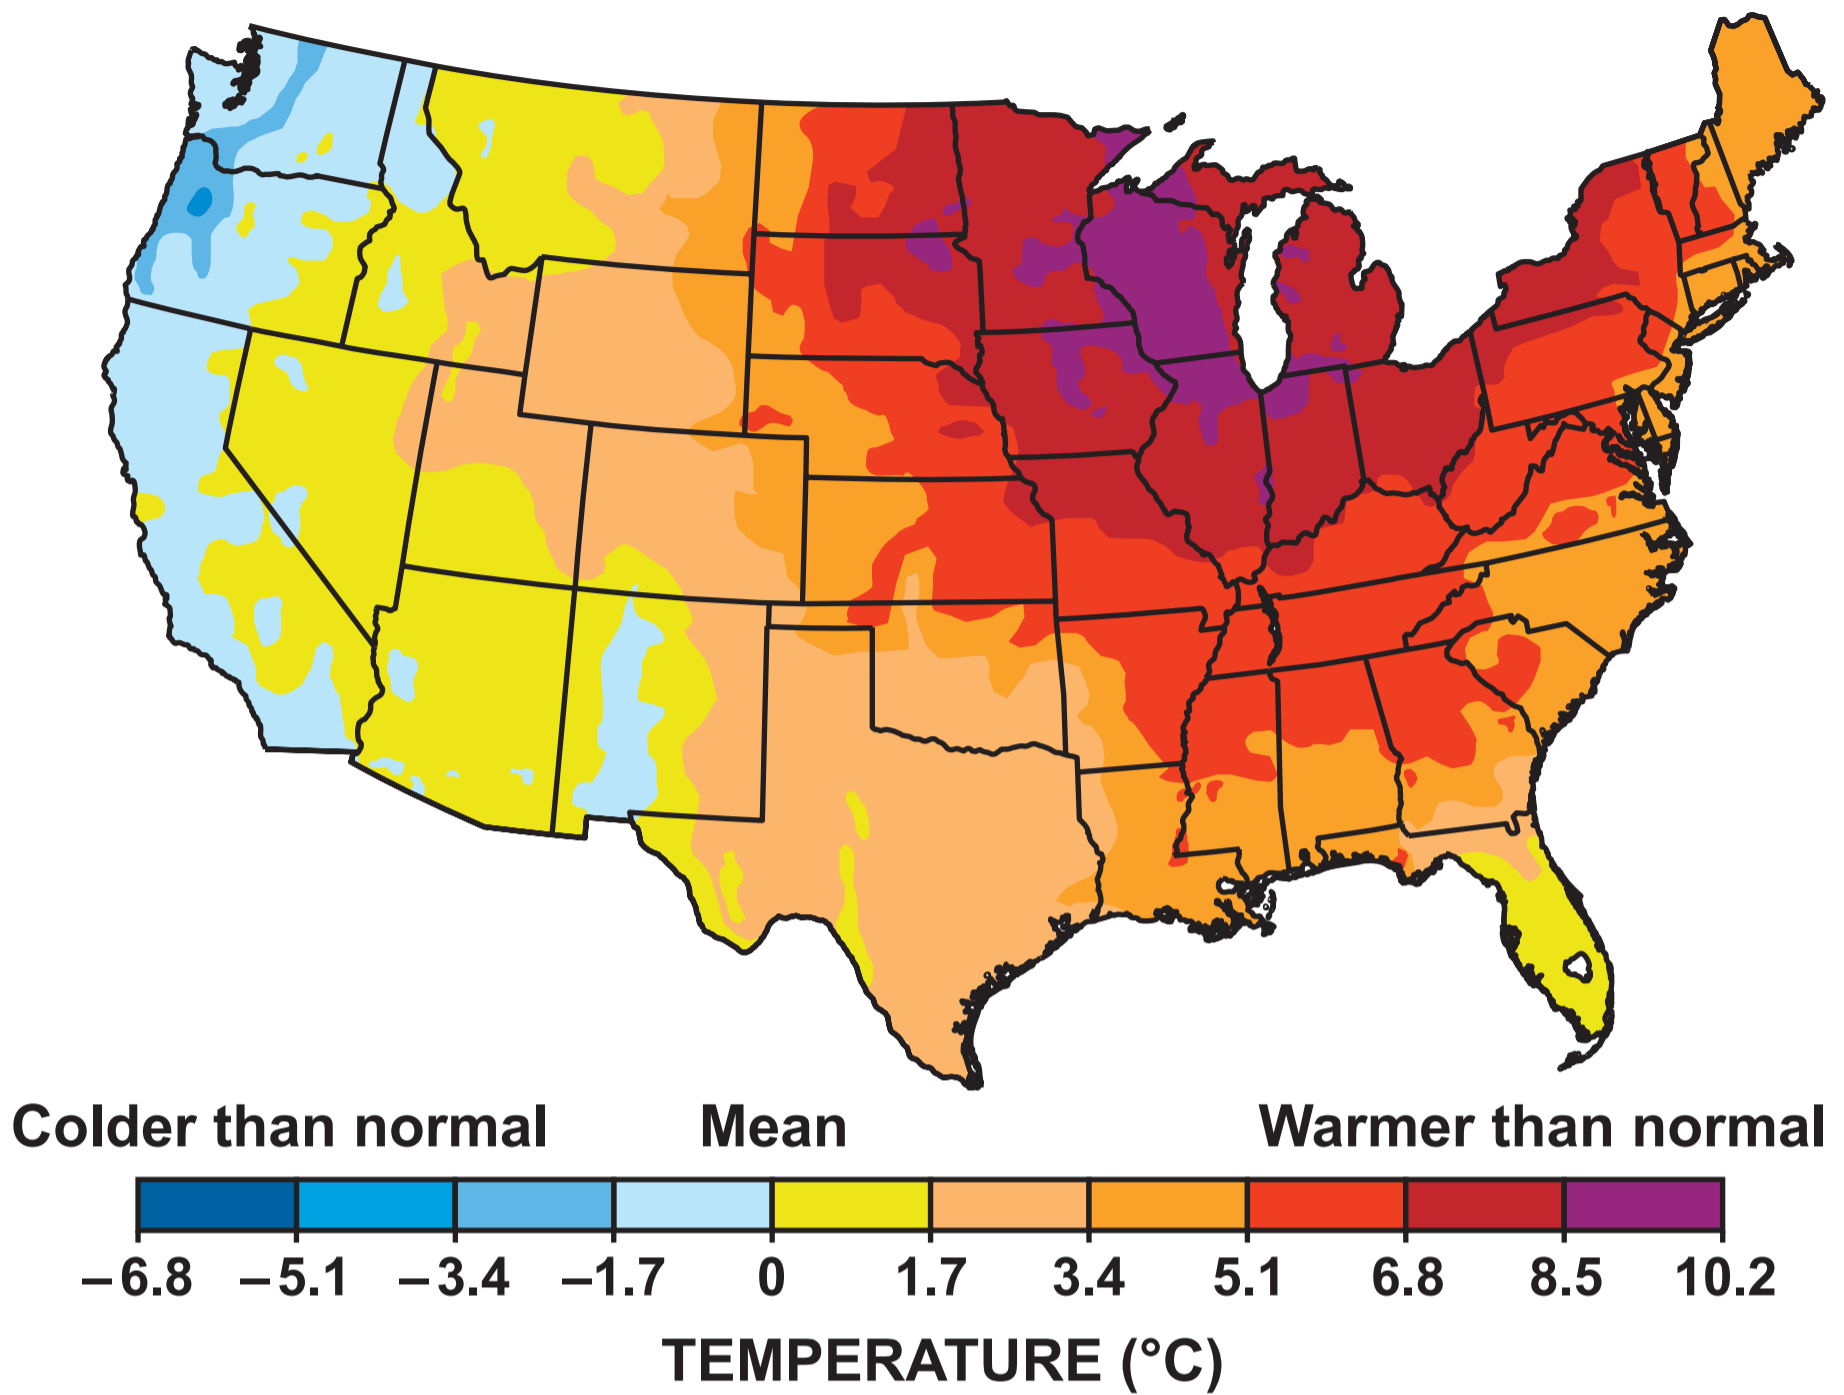 Colder than normal Mean Warmer than normal
–6.8 –5.1 –3.4 –1.7 0 1.7 3.4 5.1 6.8 8.5 10.2
TEMPERATURE (°C)